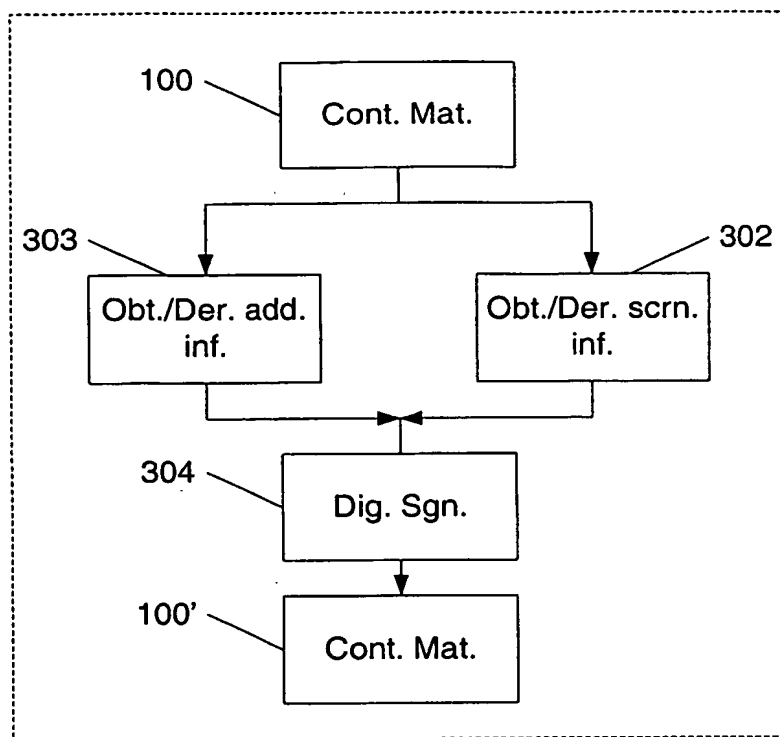 100
Cont. Mat.
303
302
Obt./Der. add.
inf.
Obt./Der. scrn.
inf.
304
Dig. Sgn.
100'
Cont. Mat.